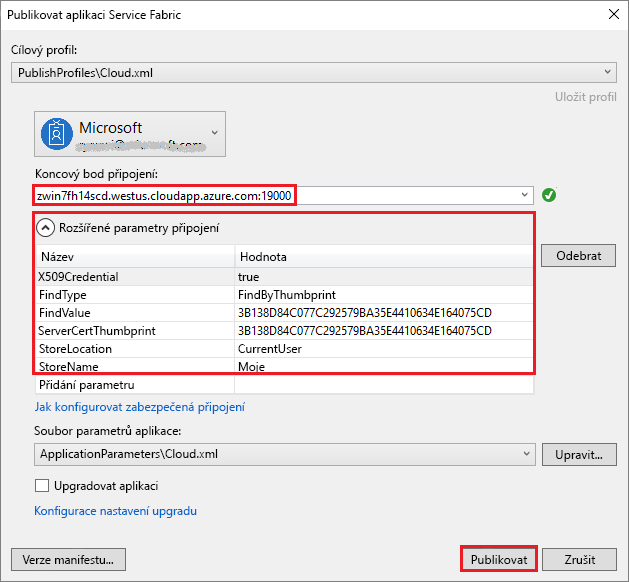 Publikovat aplikaci Service Fabric
Cílový profil:
PublishProfiles\Cloud.xml
Uložit profil
Microsoft
Koncový bod připojení:
zwin7fh14scd.westus.cloudapp.azure.com:19000
Rozšířené parametry připojení
Název Hodnota
X509Credential true
FindType FindByThumbprint
FindValue 3B138D84C077C292579BA35E4410634E164075CD
ServerCertThumbprint 3B138D84C077C292579BA35E4410634E164075CD
StoreLocation CurrentUser
StoreName Moje
Přidání parametru
Odebrat
Jak konfigurovat zabezpečená připojení
Soubor parametrů aplikace:
ApplicationParameters\Cloud.xml
Upravit...
Upgradovat aplikaci
Konfigurace nastavení upgradu
Verze manifestu...
Publikovat
Zrušit